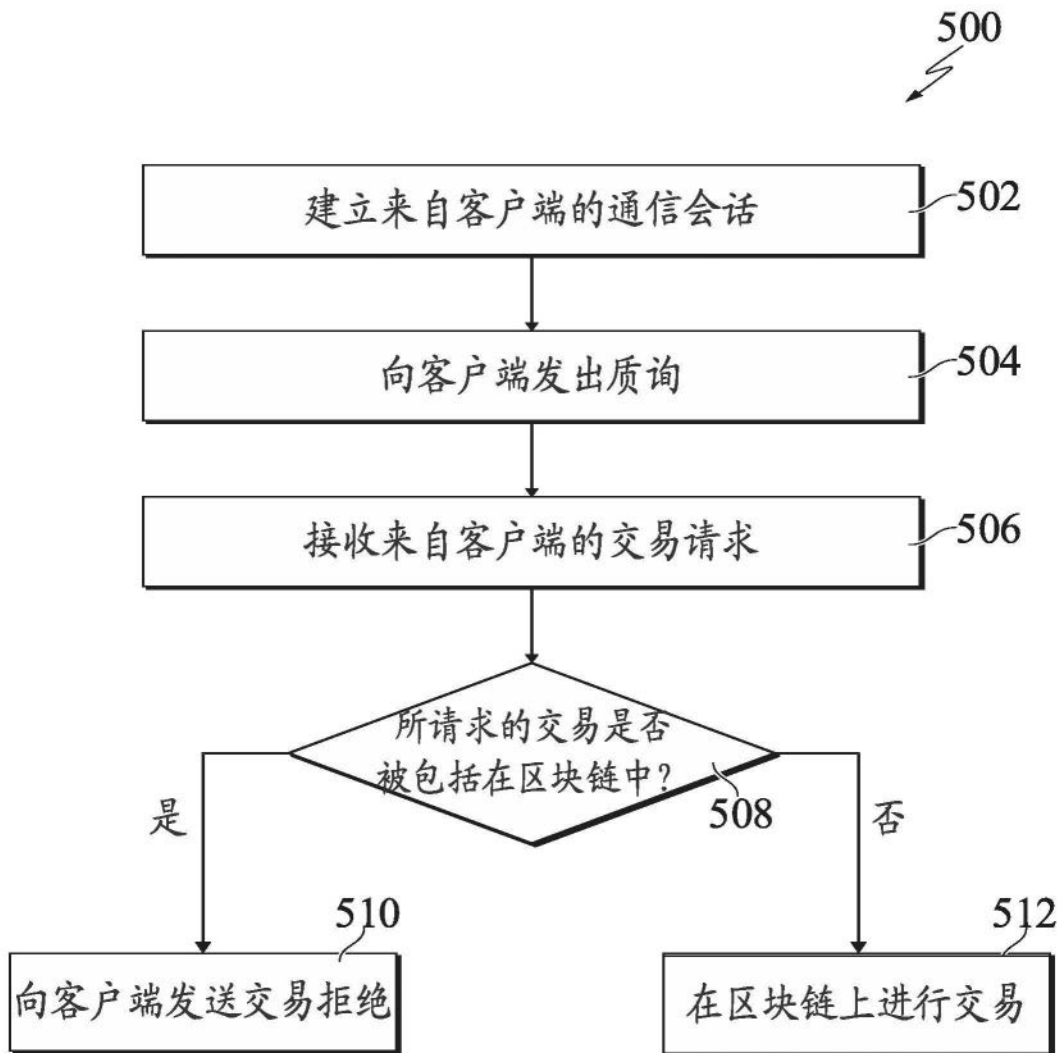 500
建立来自客户端的通信会话
502
向客户端发出质询
504
接收来自客户端的交易请求
506
所请求的交易是否
被包括在区块链中?
508
是
否
510
向客户端发送交易拒绝
512
在区块链上进行交易